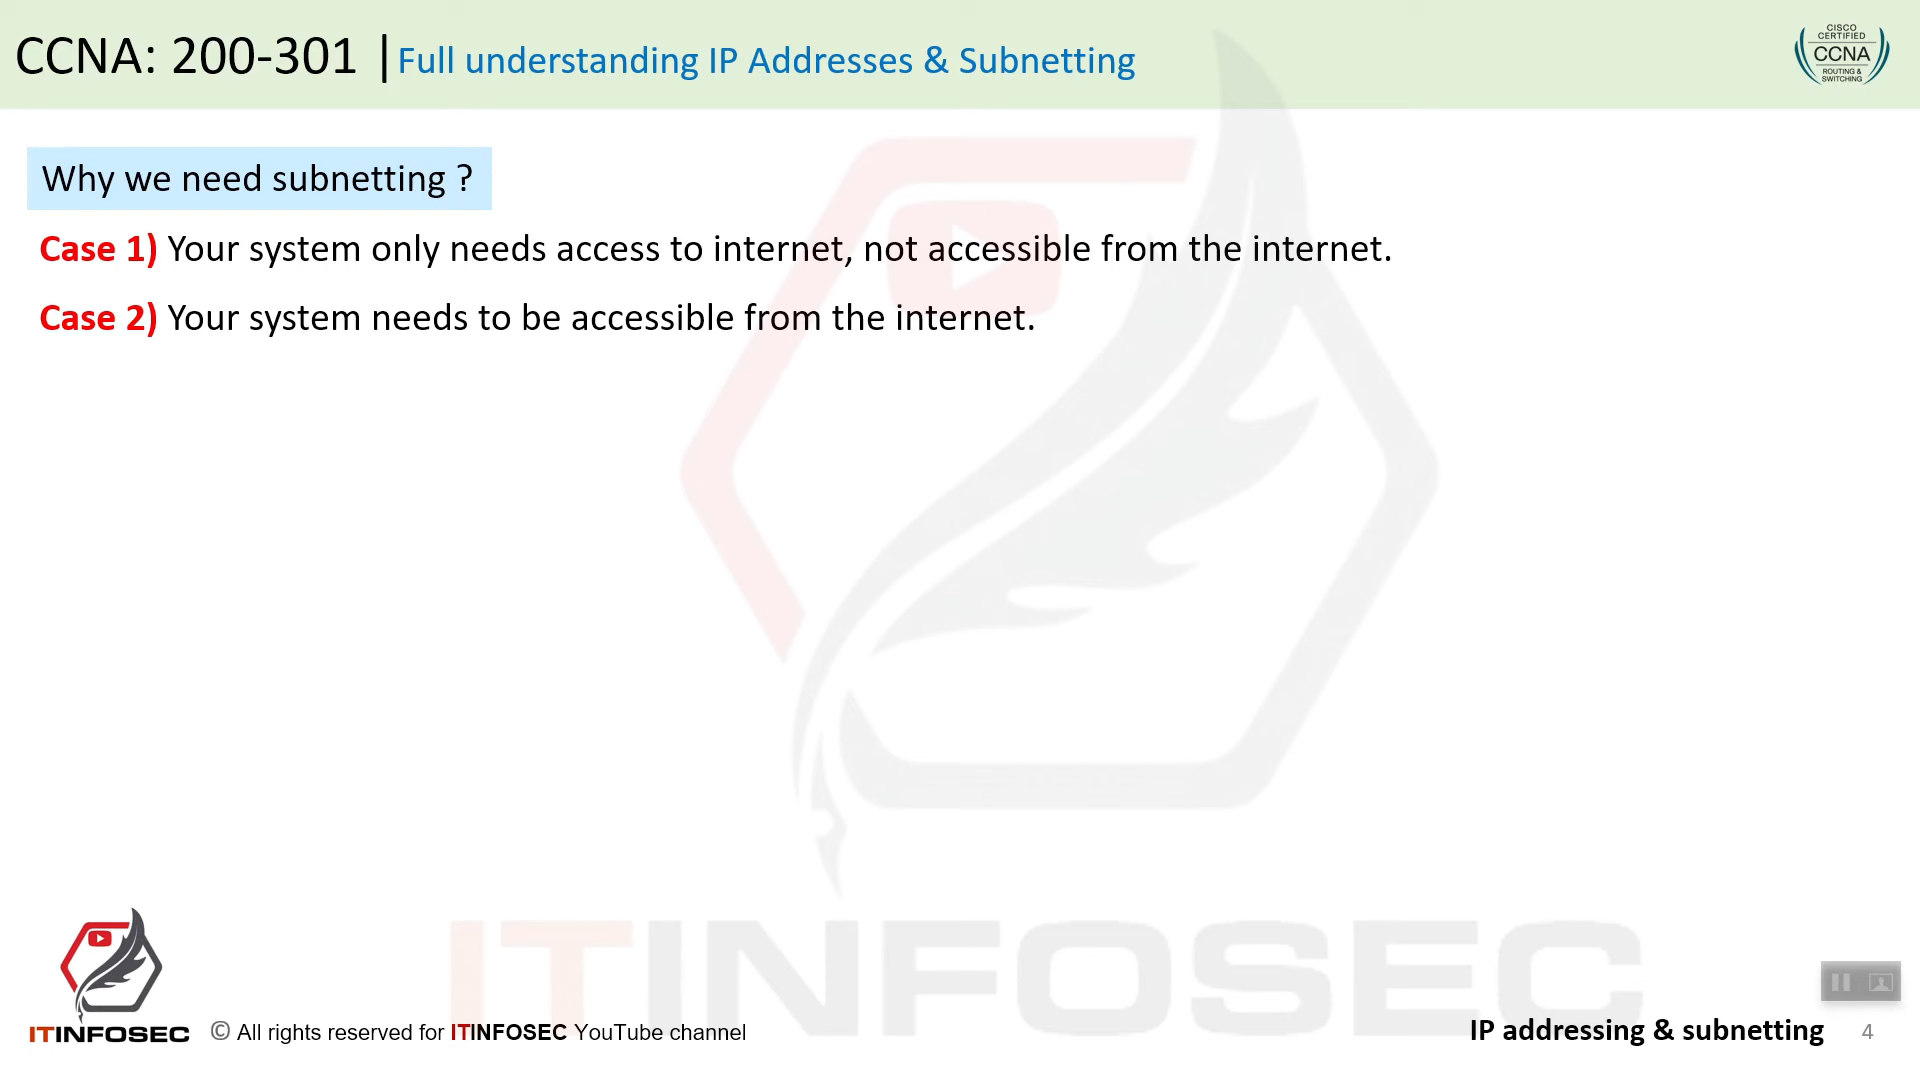 CCNA: 200-301 | Full understanding IP Addresses & Subnetting
CISCO
CERTIFIED
CCNA
ROUTING &
SWITCHING
Why we need subnetting ?
Case 1) Your system only needs access to internet, not accessible from the internet.
Case 2) Your system needs to be accessible from the internet.
ITINFOSEC
ITINFOSEC
© All rights reserved for ITINFOSEC YouTube channel
IP addressing & subnetting 4